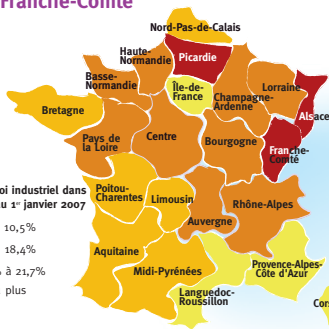 Franche-Comté
Nord-Pas-de-Calais
Haute-
Normandie
Picardie
Basse-
Normandie
Île-de-
France
Champagne-
Ardenne
Lorraine
Alsace
Bretagne
Pays de
la Loire
Centre
Bourgogne
Franche-
Comté
oi industriel dans
au 1er janvier 2007
Poitou-
Charentes
Limousin
Rhône-Alpes
Auvergne
10,5%
18,4%
à 21,7%
plus
Aquitaine
Midi-Pyrénées
Languedoc-
Roussillon
Provence-Alpes-
Côte d'Azur
Cors